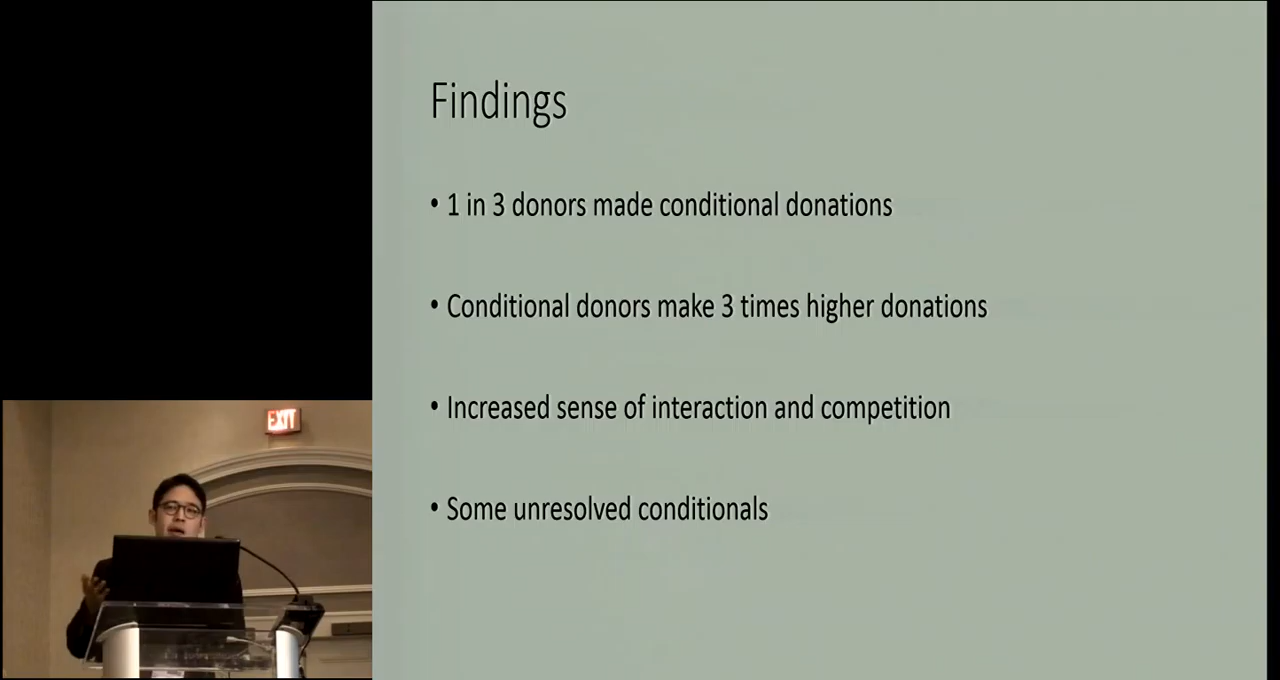 Findings
• 1 in 3 donors made conditional donations
• Conditional donors make 3 times higher donations
• Increased sense of interaction and competition
• Some unresolved conditionals
EXIT